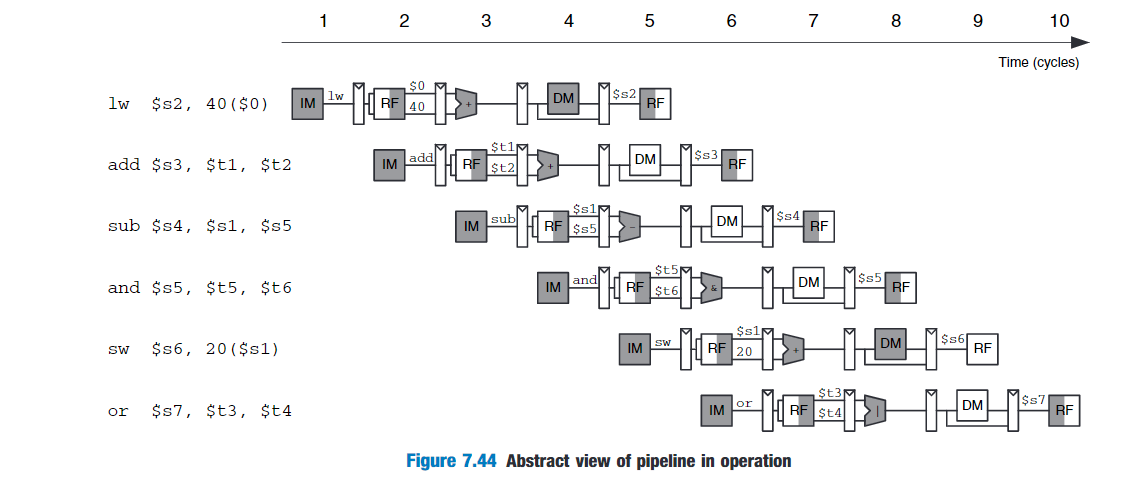 1 2 3 4 5 6 7 8 9 10
Time (cycles)
$0
lw $s2, 40($0) IM lw RF 40 + DM $s2 RF
$t1
add $s3, $t1, $t2 IM add RF $t2 + DM $s3 RF
$s1
sub $s4, $s1, $s5 IM sub RF $s5 - DM $s4 RF
$t5
and $s5, $t5, $t6 IM and RF $t6 & DM $s5 RF
$s1
sw $s6, 20($s1) IM sw RF 20 + DM $s6 RF
$t3
or $s7, $t3, $t4 IM or RF $t4 | DM $s7 RF
Figure 7.44 Abstract view of pipeline in operation